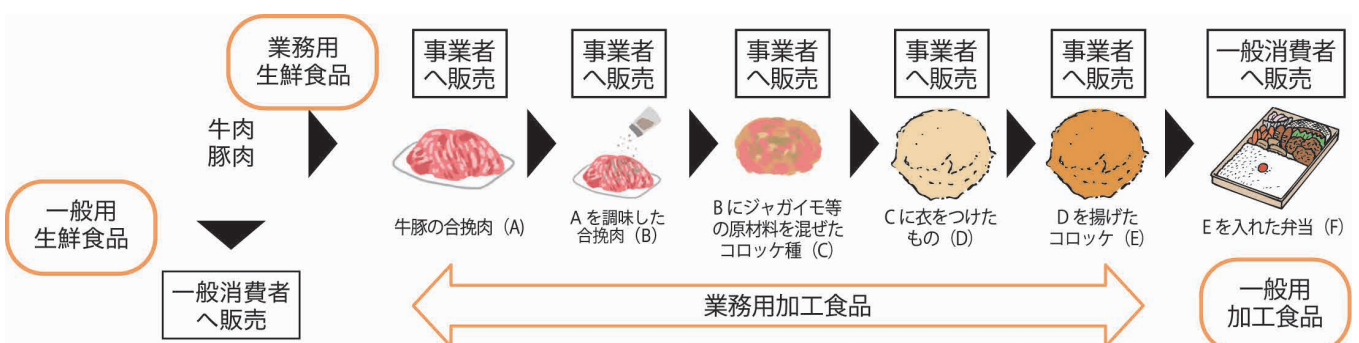 業務用
生鮮食品
牛肉
豚肉
一般用
生鮮食品
一般消費者
へ販売
事業者
へ販売
牛豚の合挽肉（A）
事業者
へ販売
A を調味した
合挽肉（B）
事業者
へ販売
B にジャガイモ等
の原材料を混ぜた
コロッケ種（C）
事業者
へ販売
C に衣をつけた
もの（D）
事業者
へ販売
D を揚げた
コロッケ（E）
一般消費者
へ販売
E を入れた弁当（F）
業務用加工食品
一般用
加工食品